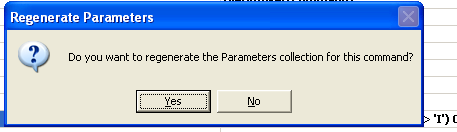 Regenerate Parameters
Do you want to regenerate the Parameters collection for this command?
Yes
No
> 'T')